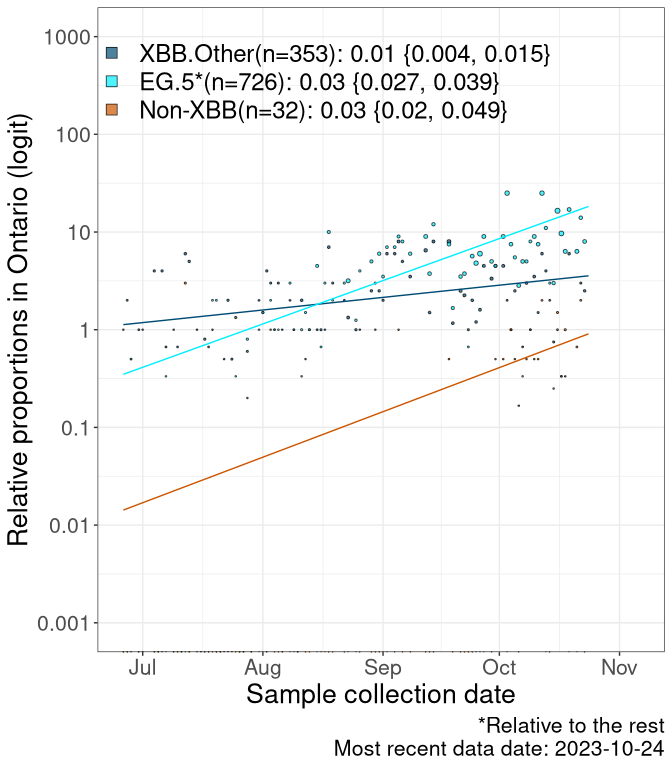 1000
100
10
1
0.1
0.01
0.001
Relative proportions in Ontario (logit)
XBB.Other(n=353): 0.01 {0.004, 0.015}
EG.5*(n=726): 0.03 {0.027, 0.039}
Non-XBB(n=32): 0.03 {0.02, 0.049}
Jul Aug Sep Oct Nov
Sample collection date
*Relative to the rest
Most recent data date: 2023-10-24